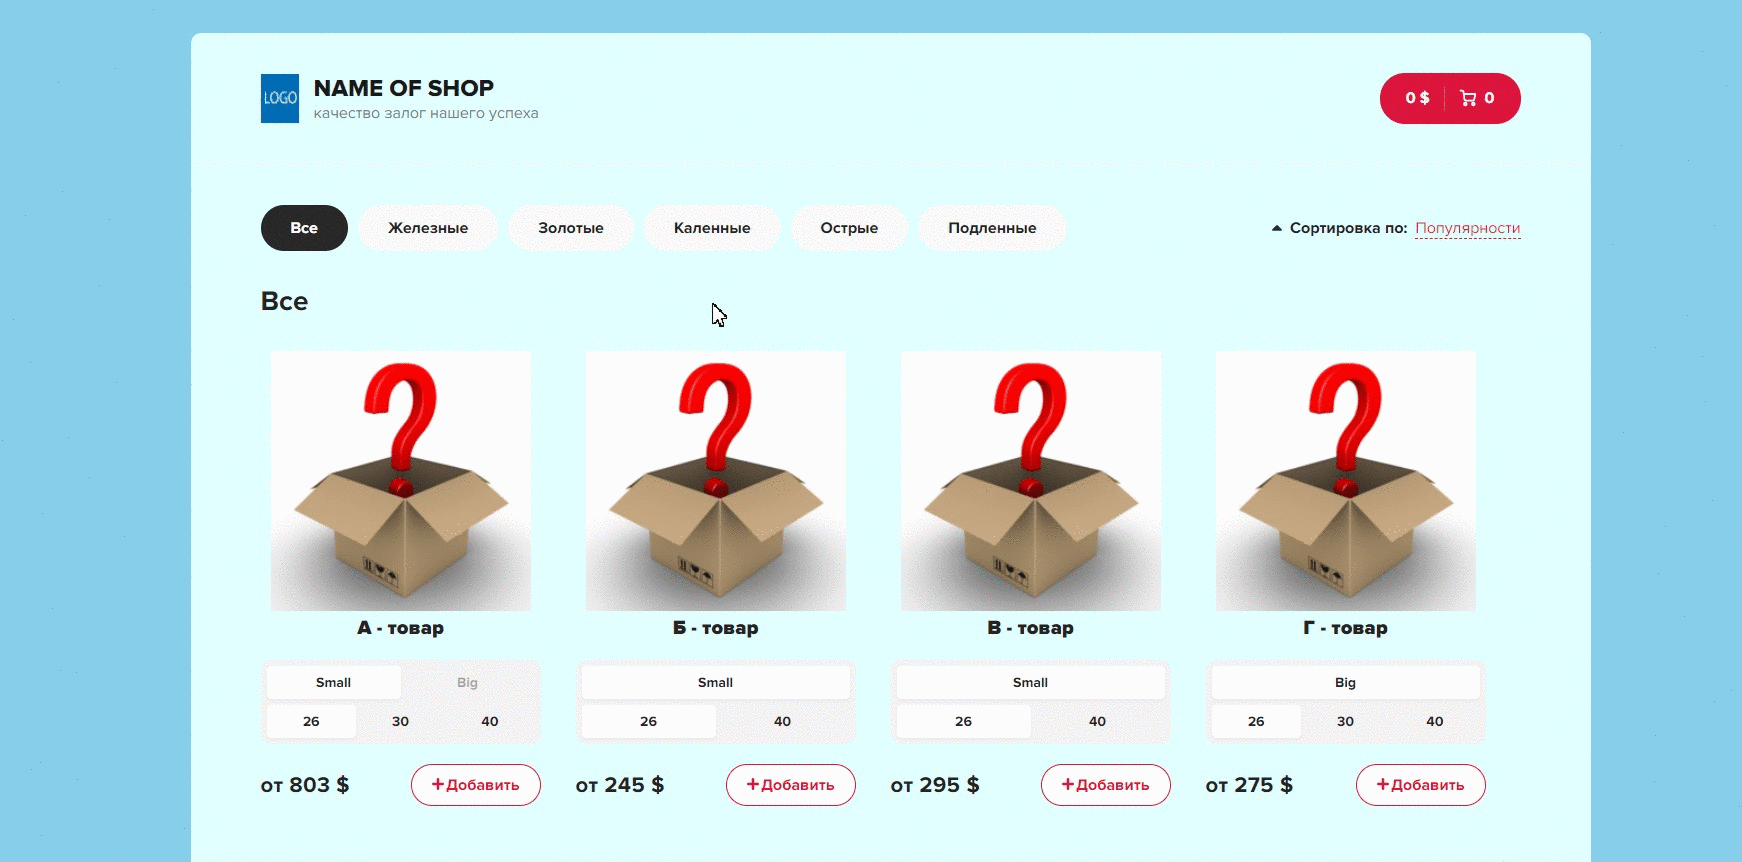 LOGO
NAME OF SHOP
качество залог нашего успеха
0 $ 0
Все Железные Золотые Каленные Острые Подленные
Сортировка по: Популярности
Все
А - товар
Б - товар
В - товар
Г - товар
Small Big
Small
Small
Big
26 30 40
26 40
26 40
26 30 40
от 803 $ +Добавить
от 245 $ +Добавить
от 295 $ +Добавить
от 275 $ +Добавить